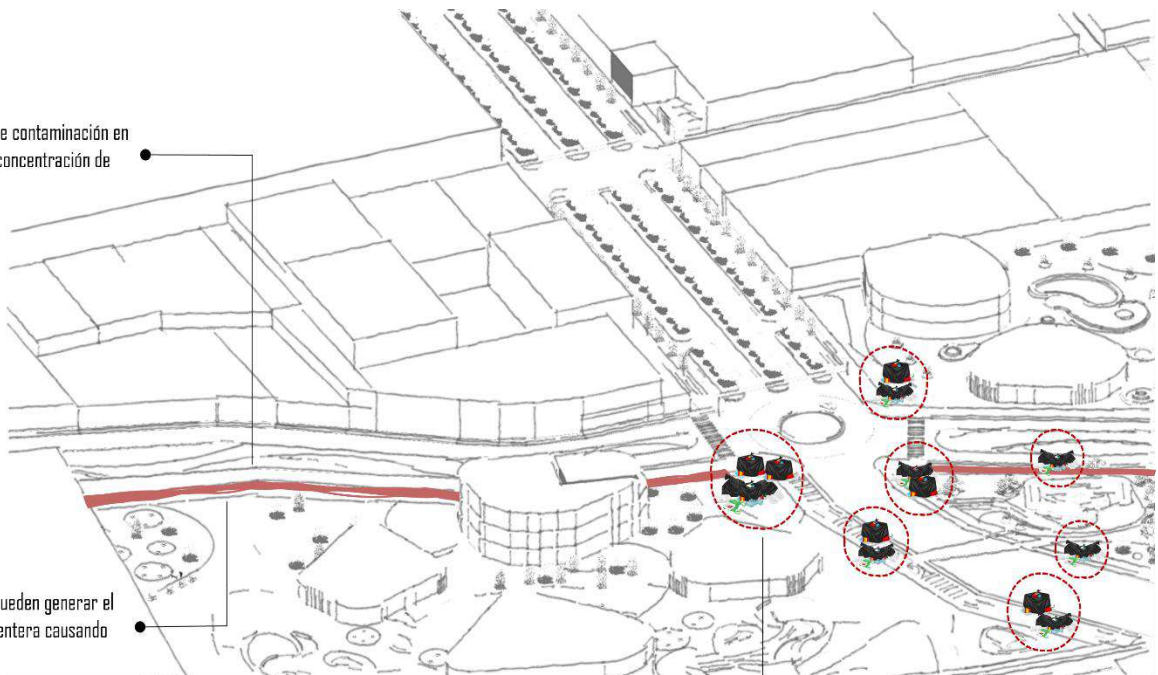 e contaminación en
concentración de
ueden generar el
entera causando